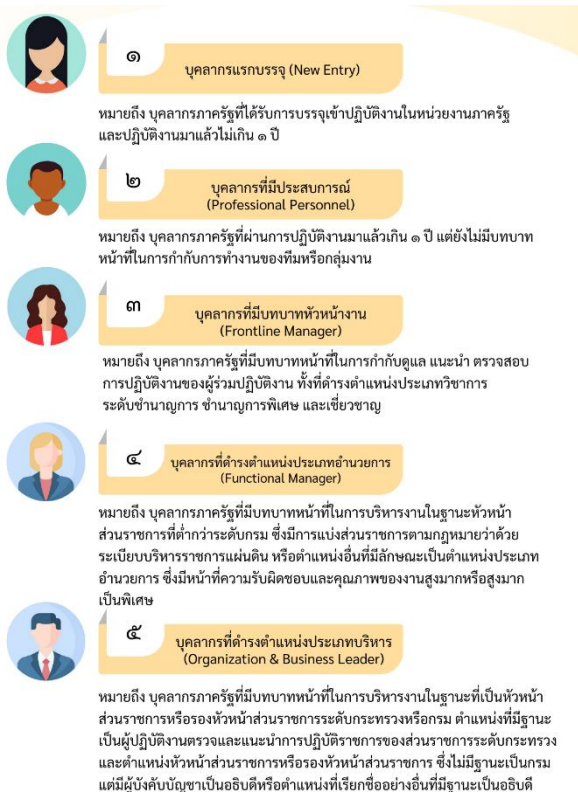 ๑
บุคลากรแรกบรรจุ (New Entry)
หมายถึง บุคลากรภาครัฐที่ได้รับการบรรจุเข้าปฏิบัติงานในหน่วยงานภาครัฐ
และปฏิบัติงานมาแล้วไม่เกิน ๑ ปี
๒
บุคลากรที่มีประสบการณ์
(Professional Personnel)
หมายถึง บุคลากรภาครัฐที่ผ่านการปฏิบัติงานมาแล้วเกิน ๑ ปี แต่ยังไม่มีบทบาท
หน้าที่ในการกำกับการทำงานของทีมหรือกลุ่มงาน
๓
บุคลากรที่มีบทบาทหัวหน้างาน
(Frontline Manager)
หมายถึง บุคลากรภาครัฐที่มีบทบาทหน้าที่ในการกำกับดูแล แนะนำ ตรวจสอบ
การปฏิบัติงานของผู้ร่วมปฏิบัติงาน ทั้งที่ดำรงตำแหน่งประเภทวิชาการ
ระดับชำนาญการ ชำนาญการพิเศษ และเชี่ยวชาญ
๔
บุคลากรที่ดำรงตำแหน่งประเภทอำนวยการ
(Functional Manager)
หมายถึง บุคลากรภาครัฐที่มีบทบาทหน้าที่ในการบริหารงานในฐานะหัวหน้า
ส่วนราชการที่ต่ำกว่าระดับกรม ซึ่งมีการแบ่งส่วนราชการตามกฎหมายว่าด้วย
ระเบียบบริหารราชการแผ่นดิน หรือตำแหน่งอื่นที่มีลักษณะเป็นตำแหน่งประเภท
อำนวยการ ซึ่งมีหน้าที่ความรับผิดชอบและคุณภาพของงานสูงมากหรือสูงมาก
เป็นพิเศษ
๕
บุคลากรที่ดำรงตำแหน่งประเภทบริหาร
(Organization & Business Leader)
หมายถึง บุคลากรภาครัฐที่มีบทบาทหน้าที่ในการบริหารงานในฐานะที่เป็นหัวหน้า
ส่วนราชการหรือรองหัวหน้าส่วนราชการระดับกระทรวงหรือกรม ตำแหน่งที่มีฐานะ
เป็นผู้ปฏิบัติงานตรวจและแนะนำการปฏิบัติราชการของส่วนราชการระดับกระทรวง
และตำแหน่งหัวหน้าส่วนราชการหรือรองหัวหน้าส่วนราชการ ซึ่งไม่มีฐานะเป็นกรม
แต่มีผู้บังคับบัญชาเป็นอธิบดีหรือตำแหน่งที่เรียกชื่ออย่างอื่นที่มีฐานะเป็นอธิบดี